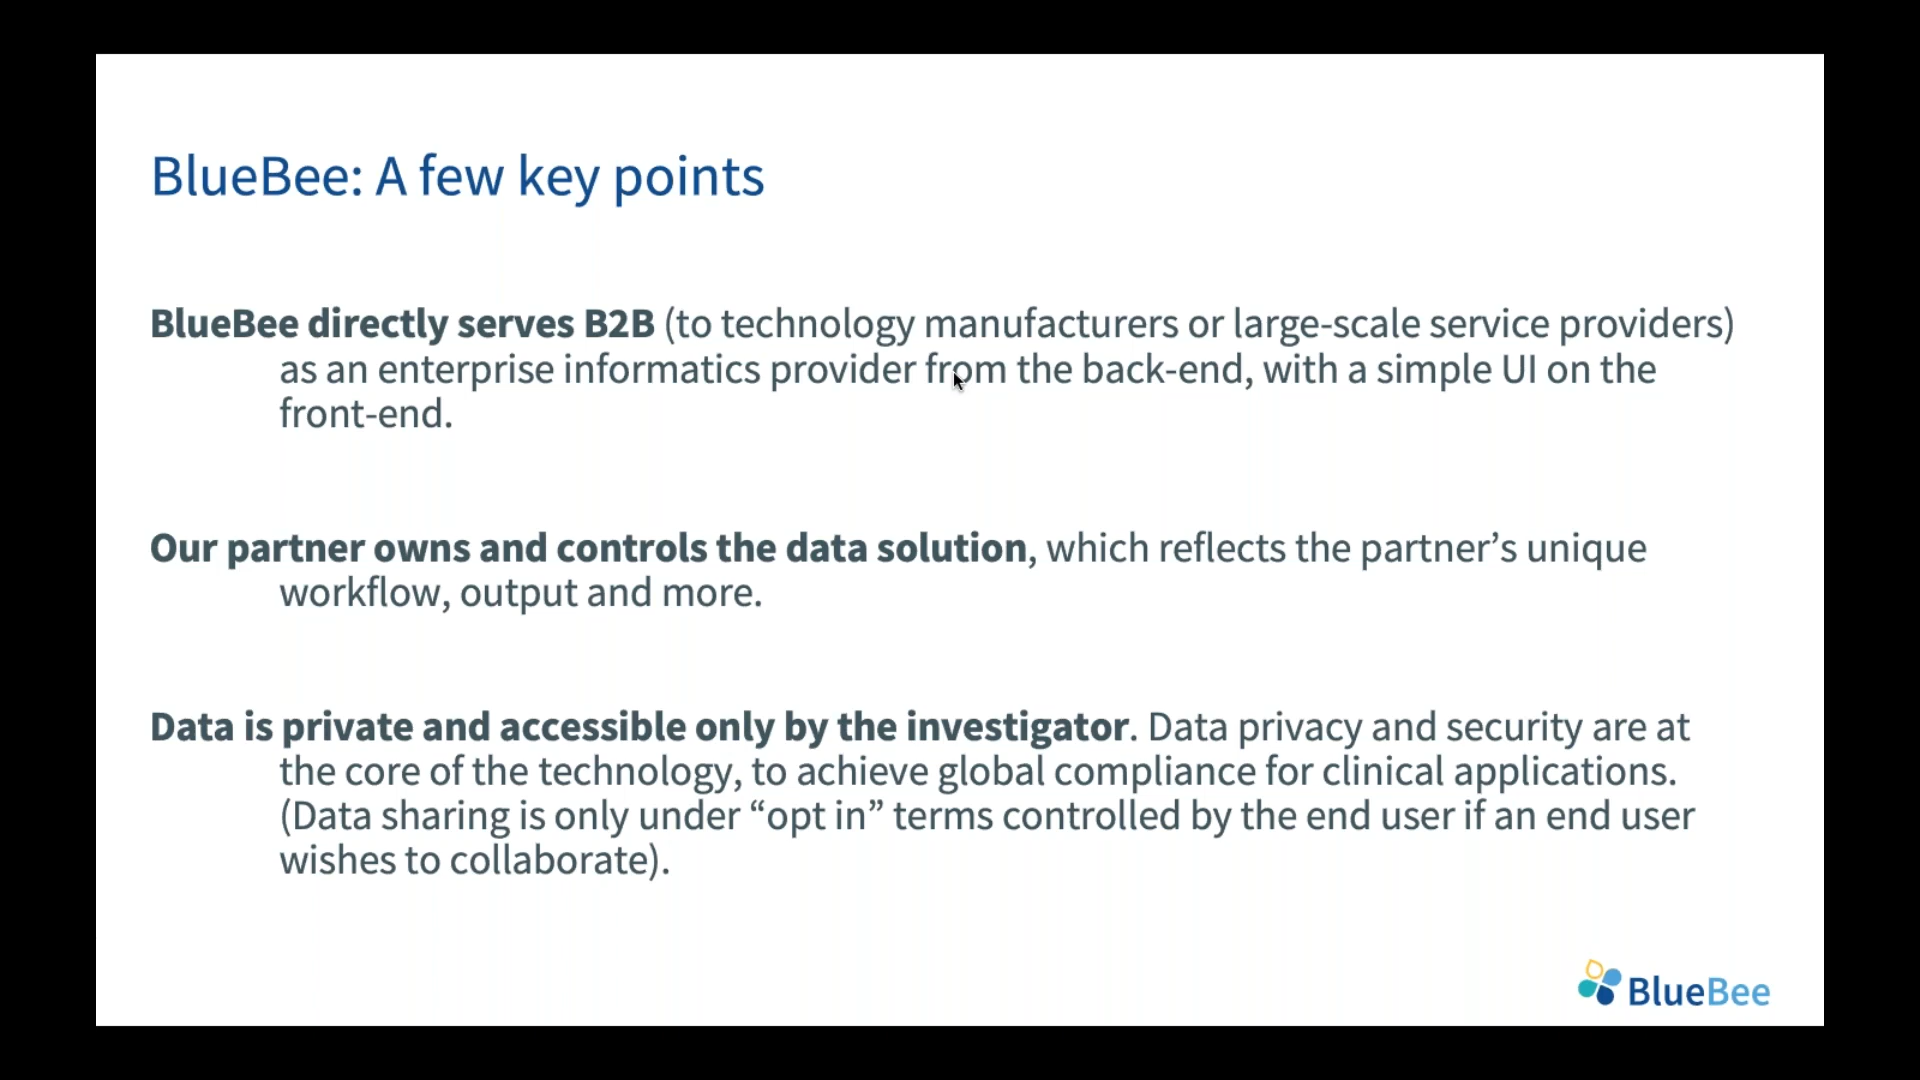 BlueBee: A few key points
BlueBee directly serves B2B (to technology manufacturers or large-scale service providers)
as an enterprise informatics provider from the back-end, with a simple UI on the
front-end.
Our partner owns and controls the data solution, which reflects the partner’s unique
workflow, output and more.
Data is private and accessible only by the investigator. Data privacy and security are at
the core of the technology, to achieve global compliance for clinical applications.
(Data sharing is only under “opt in” terms controlled by the end user if an end user
wishes to collaborate).
BlueBee